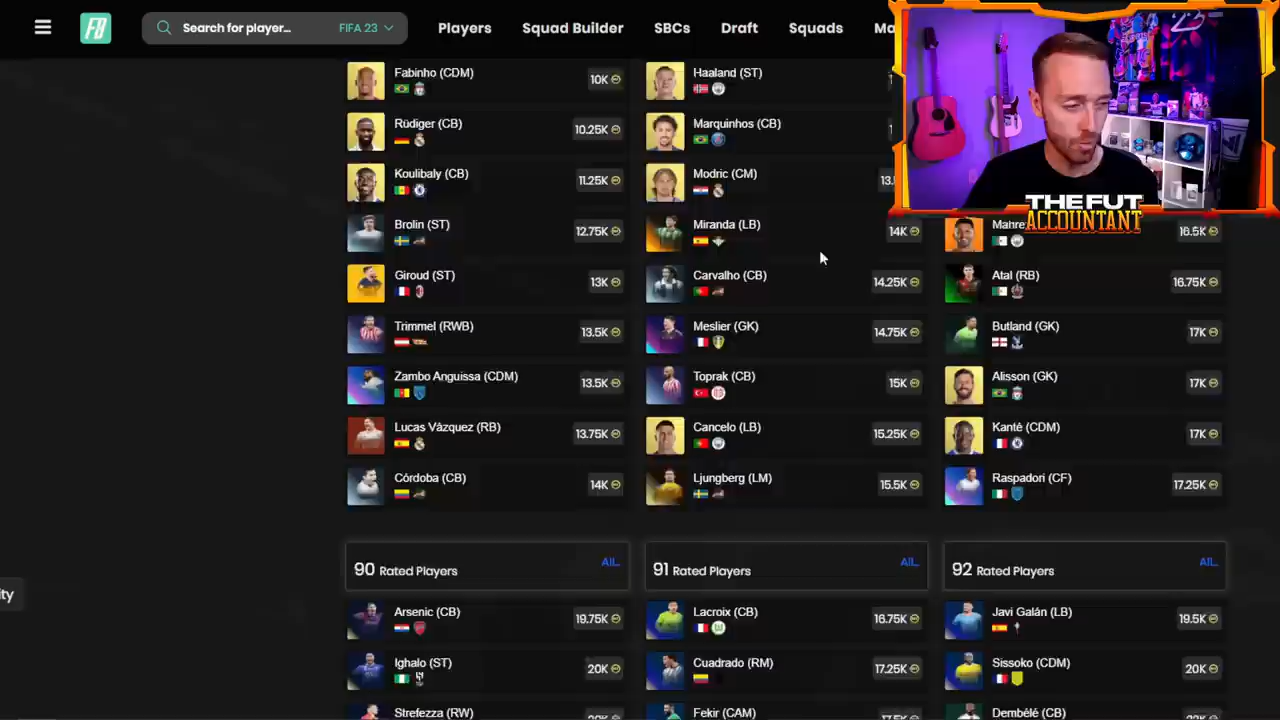 FB
Search for player...
FIFA 23
Players
Squad Builder
SBCs
Draft
Squads
Ma
THE FUT
ACCOUNTANT
Fabinho (CDM)
10K
Rüdiger (CB)
10.25K
Koulibaly (CB)
11.25K
Brolin (ST)
12.75K
Giroud (ST)
13K
Trimmel (RWB)
13.5K
Zambo Anguissa (CDM)
13.5K
Lucas Vázquez (RB)
13.75K
Córdoba (CB)
14K
Haaland (ST)
Marquinhos (CB)
Modric (CM)
13.
Miranda (LB)
14K
Carvalho (CB)
14.25K
Meslier (GK)
14.75K
Toprak (CB)
15K
Cancelo (LB)
15.25K
Ljungberg (LM)
15.5K
Mahre
16.5K
Atal (RB)
16.75K
Butland (GK)
17K
Alisson (GK)
17K
Kanté (CDM)
17K
Raspadori (CF)
17.25K
ity
90 Rated Players
All..
Arsenic (CB)
19.75K
Ighalo (ST)
20K
Strefezza (RW)
91 Rated Players
All..
Lacroix (CB)
16.75K
Cuadrado (RM)
17.25K
Fekir (CAM)
92 Rated Players
All..
Javi Galán (LB)
19.5K
Sissoko (CDM)
20K
Dembélé (CB)